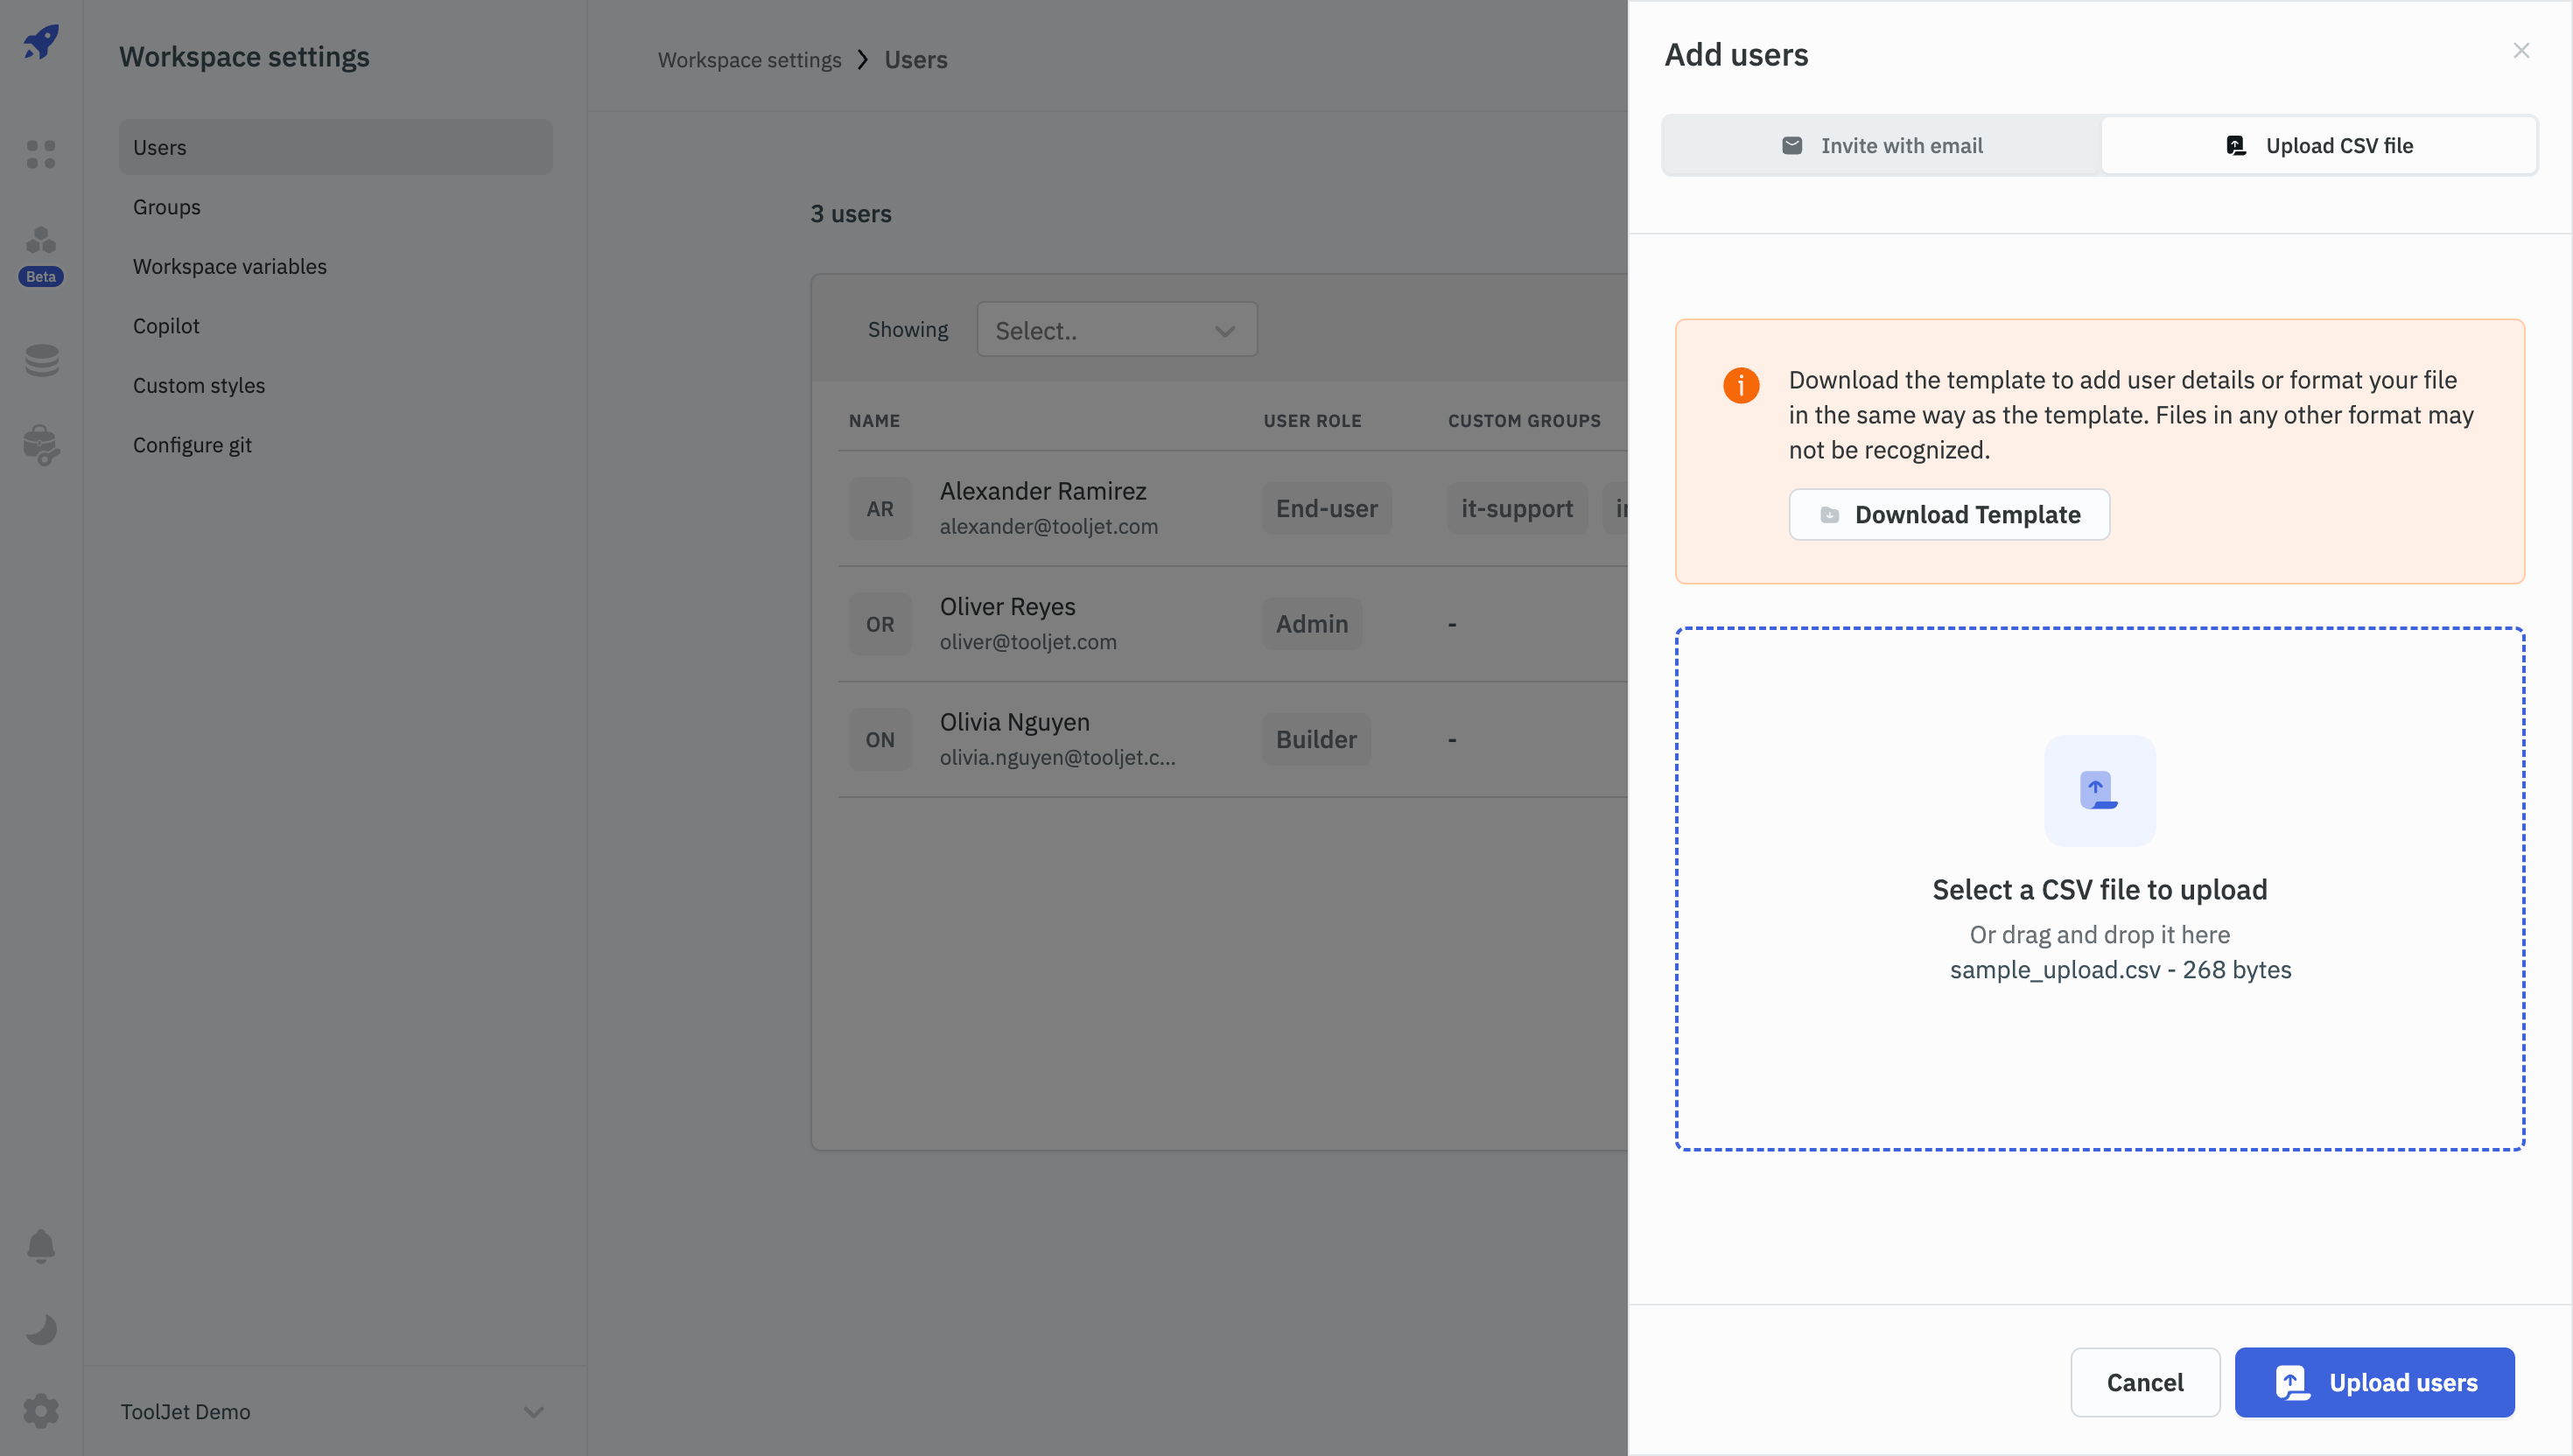 Workspace settings
Users
Groups
Workspace variables
Copilot
Custom styles
Configure git
Beta
ToolJet Demo
Workspace settings > Users
3 users
Showing Select..
NAME USER ROLE CUSTOM GROUPS
AR Alexander Ramirez End-user it-support
alexander@tooljet.com
OR Oliver Reyes Admin -
oliver@tooljet.com
ON Olivia Nguyen Builder -
olivia.nguyen@tooljet.c...
Add users
Invite with email Upload CSV file
Download the template to add user details or format your file
in the same way as the template. Files in any other format may
not be recognized.
Download Template
Select a CSV file to upload
Or drag and drop it here
sample_upload.csv - 268 bytes
Cancel Upload users